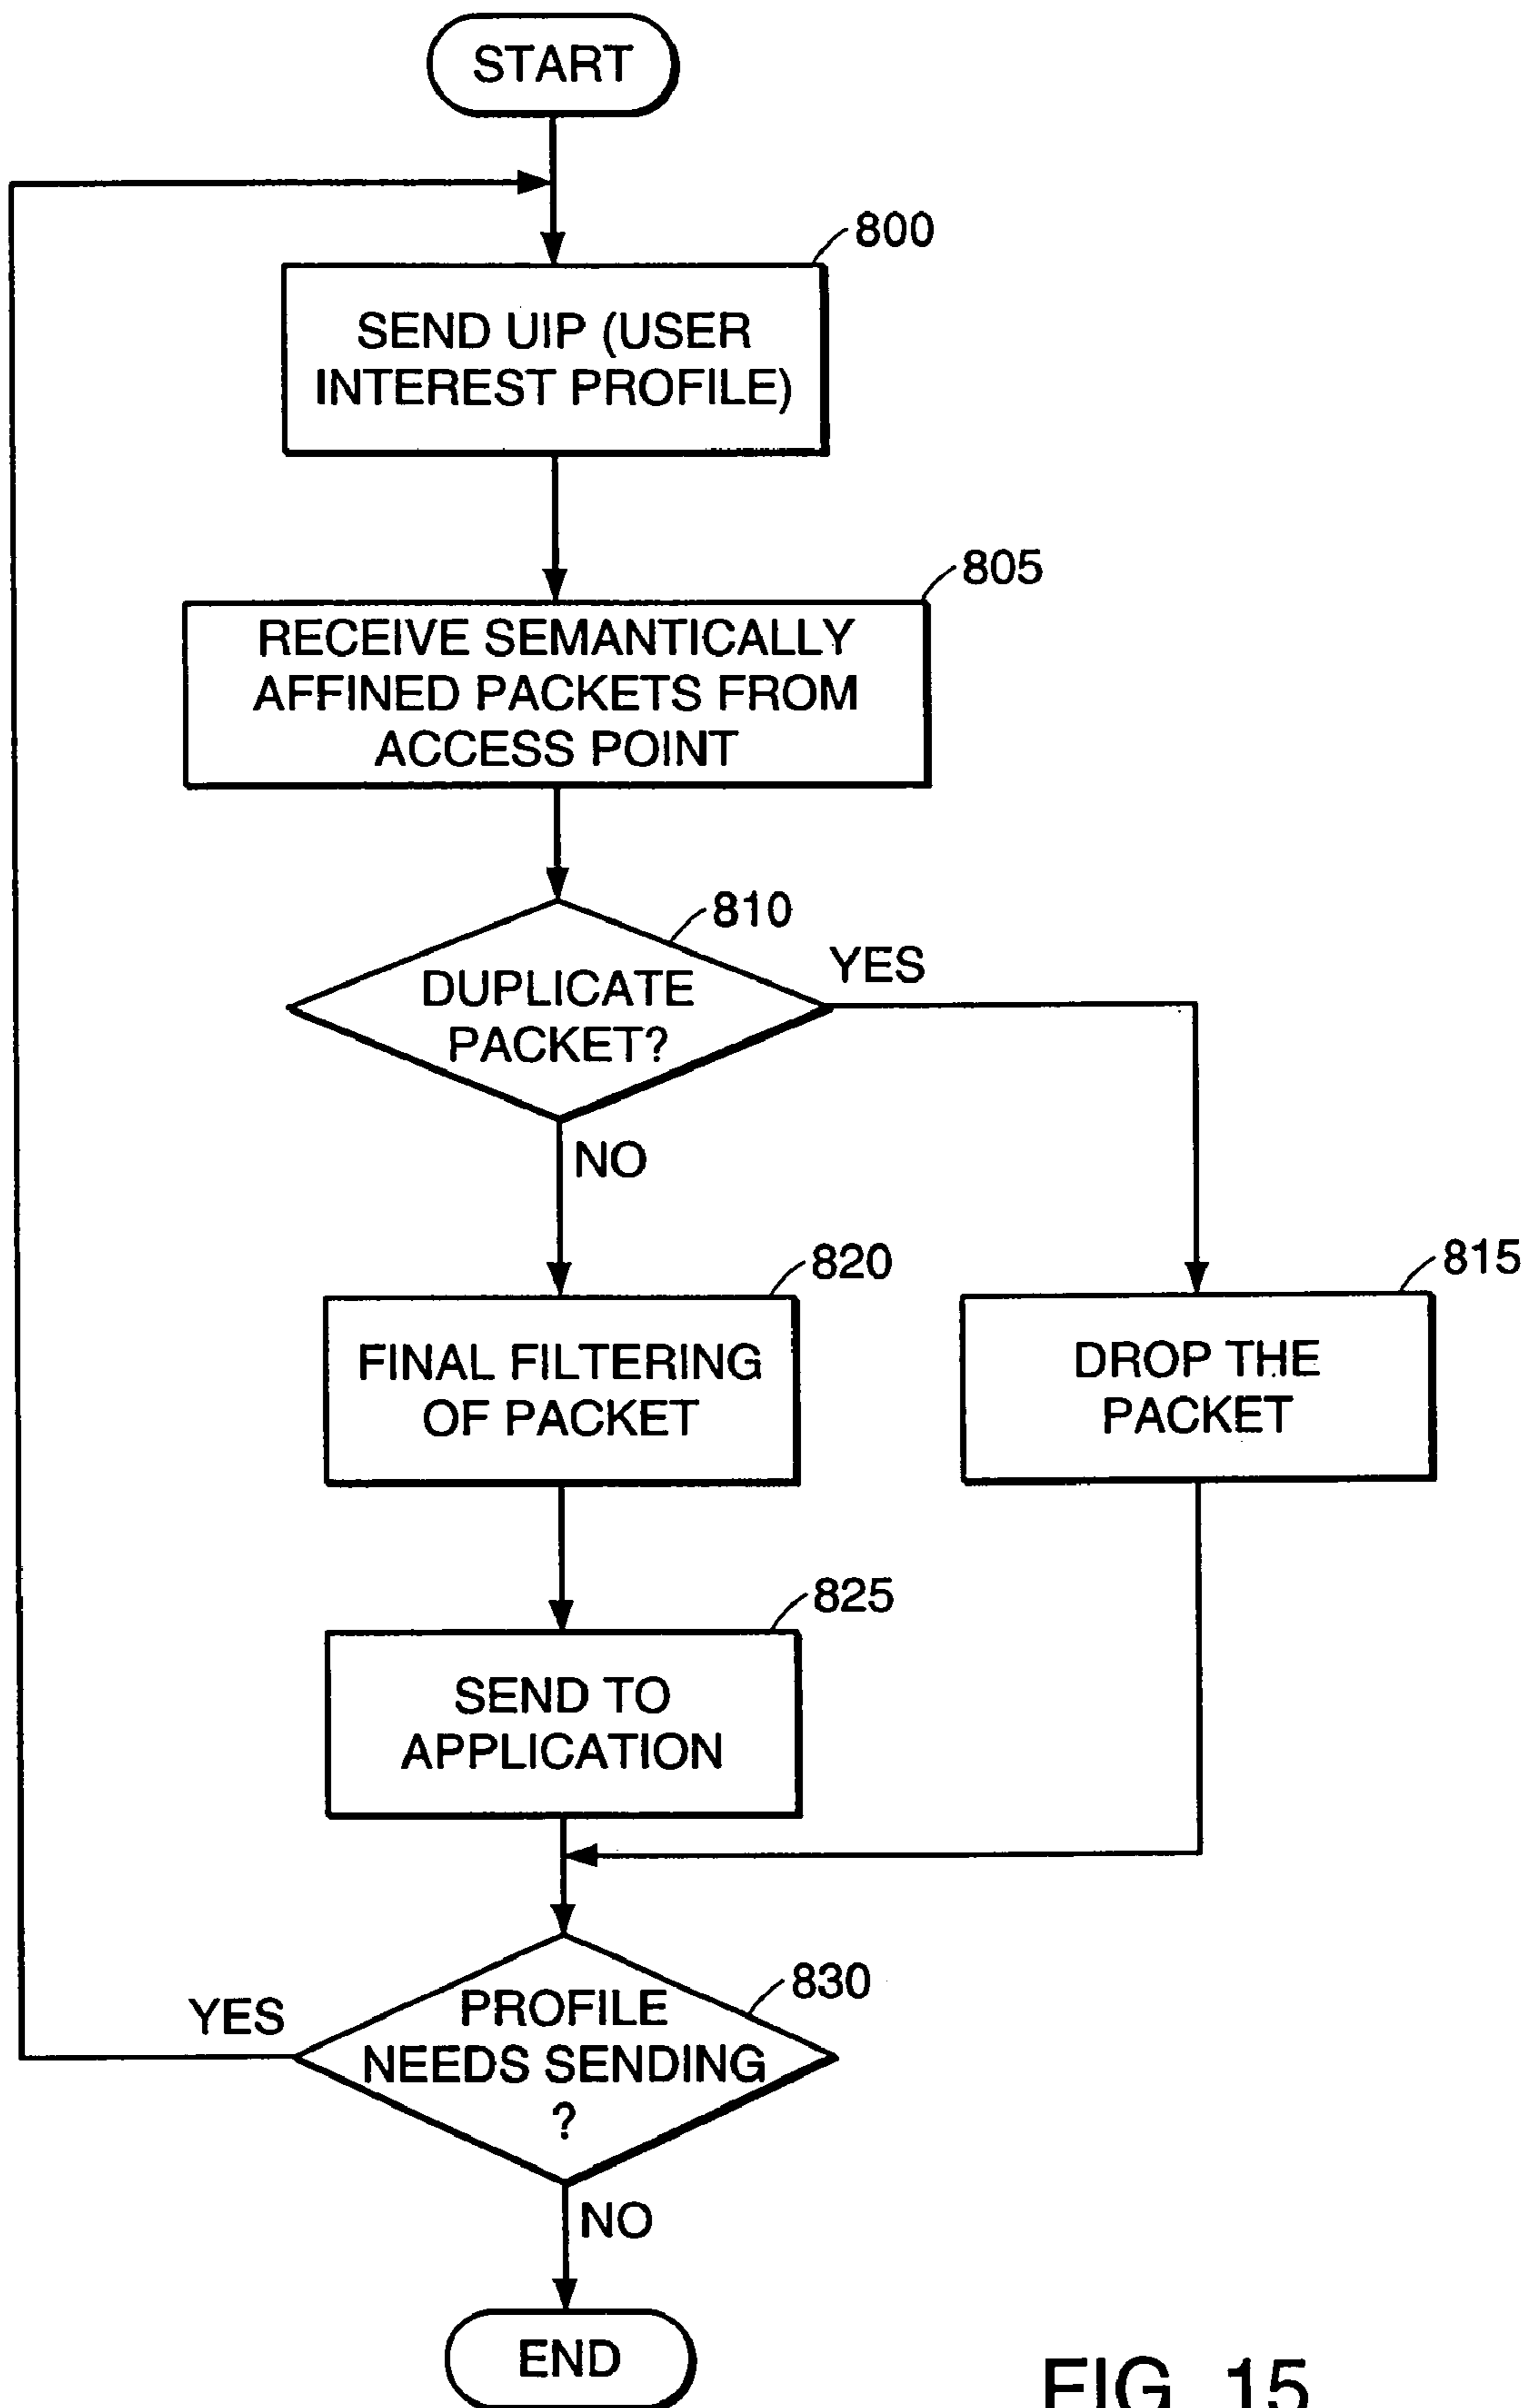 START
800
SEND UIP (USER
INTEREST PROFILE)
805
RECEIVE SEMANTICALLY
AFFINED PACKETS FROM
ACCESS POINT
810
DUPLICATE
PACKET?
YES
NO
820
FINAL FILTERING
OF PACKET
815
DROP THE
PACKET
825
SEND TO
APPLICATION
830
PROFILE
NEEDS SENDING
?
YES
NO
END
FIG. 15